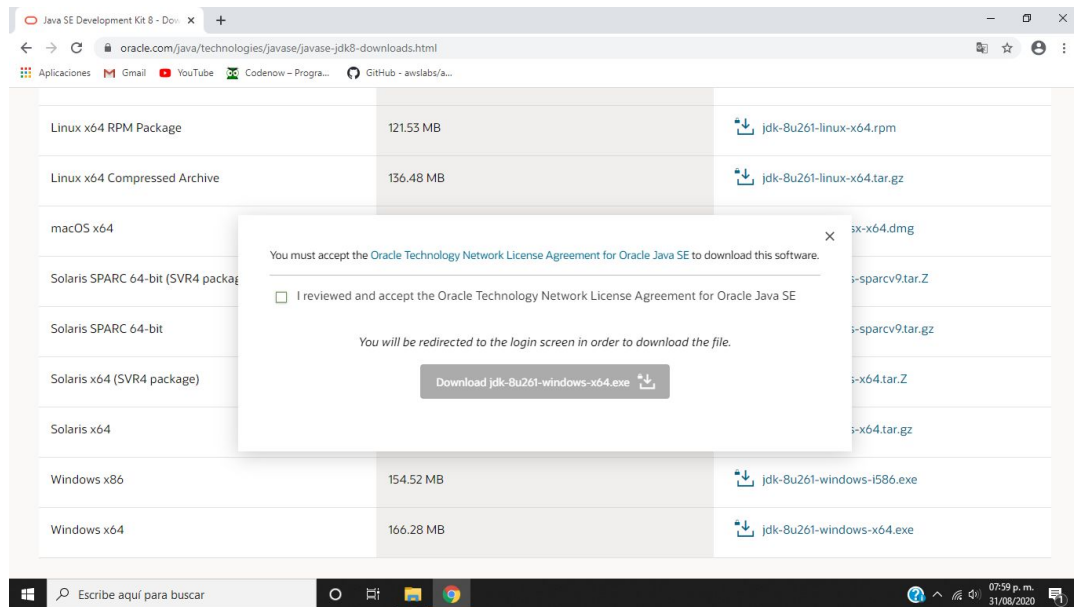 Java SE Development Kit 8 - Dow
oracle.com/java/technologies/javase/javase-jdk8-downloads.html
Aplicaciones
Gmail
YouTube
Codenow – Progra...
GitHub - awslabs/a...
Linux x64 RPM Package 121.53 MB jdk-8u261-linux-x64.rpm
Linux x64 Compressed Archive 136.48 MB jdk-8u261-linux-x64.tar.gz
macOS x64 sx-x64.dmg
You must accept the Oracle Technology Network License Agreement for Oracle Java SE to download this software.
Solaris SPARC 64-bit (SVR4 packag s-sparcv9.tar.Z
I reviewed and accept the Oracle Technology Network License Agreement for Oracle Java SE
Solaris SPARC 64-bit s-sparcv9.tar.gz
You will be redirected to the login screen in order to download the file.
Solaris x64 (SVR4 package) s-x64.tar.Z
Download jdk-8u261-windows-x64.exe
Solaris x64 s-x64.tar.gz
Windows x86 154.52 MB jdk-8u261-windows-i586.exe
Windows x64 166.28 MB jdk-8u261-windows-x64.exe
Escribe aquí para buscar
07:59 p. m.
31/08/2020